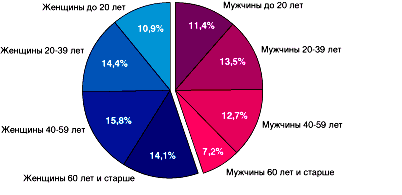 Женщины до 20 лет
10,9%
Мужчины до 20 лет
11,4%
Женщины 20-39 лет
14,4%
Мужчины 20-39 лет
13,5%
Женщины 40-59 лет
15,8%
Мужчины 40-59 лет
12,7%
Женщины 60 лет и старше
14,1%
Мужчины 60 лет и старше
7,2%